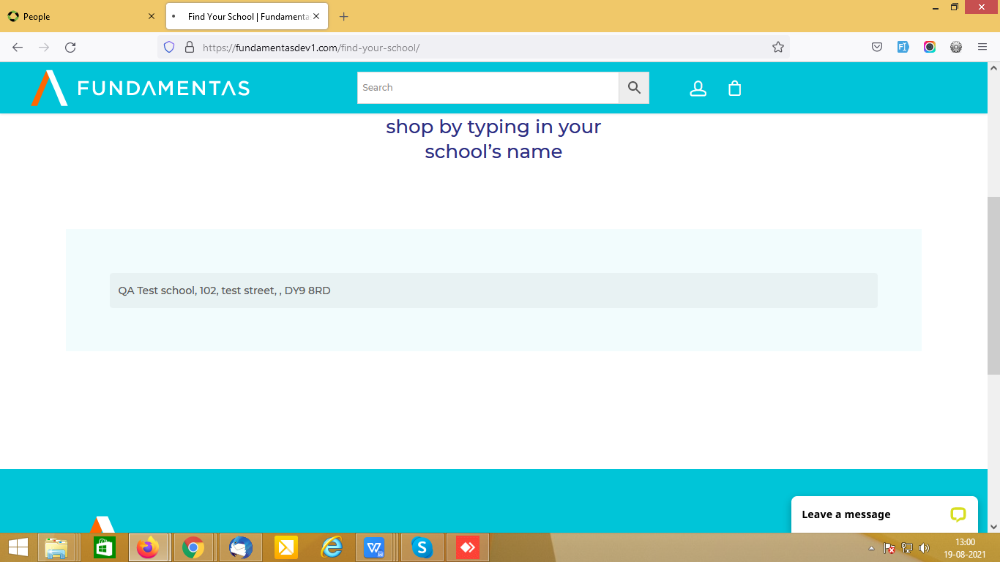 People
Find Your School | Fundamenta
https://fundamentasdev1.com/find-your-school/
FUNDAMENTAS
Search
shop by typing in your
school’s name
QA Test school, 102, test street, , DY9 8RD
Leave a message
13:00
19-08-2021